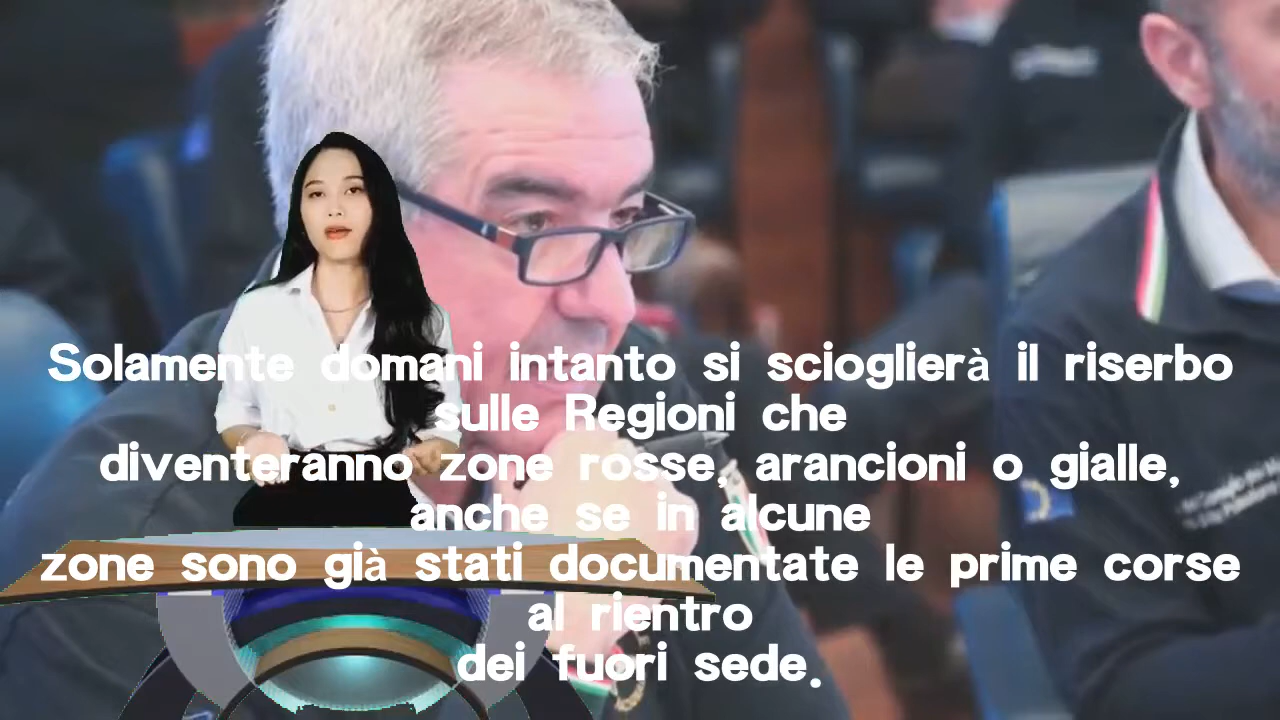 Solamente domani intanto si scioglierà il riserbo
sulle Regioni che
diventeranno zone rosse, arancioni o gialle,
anche se in alcune
zone sono già stati documentate le prime corse
al rientro
dei fuori sede.